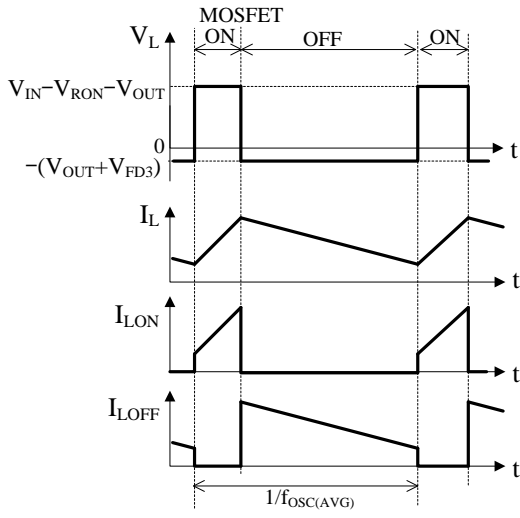 MOSFET
V_L
ON OFF ON
V_IN−V_RON−V_OUT
0
t
−(V_OUT+V_FD3)
I_L
t
I_LON
t
I_LOFF
t
1/f_OSC(AVG)